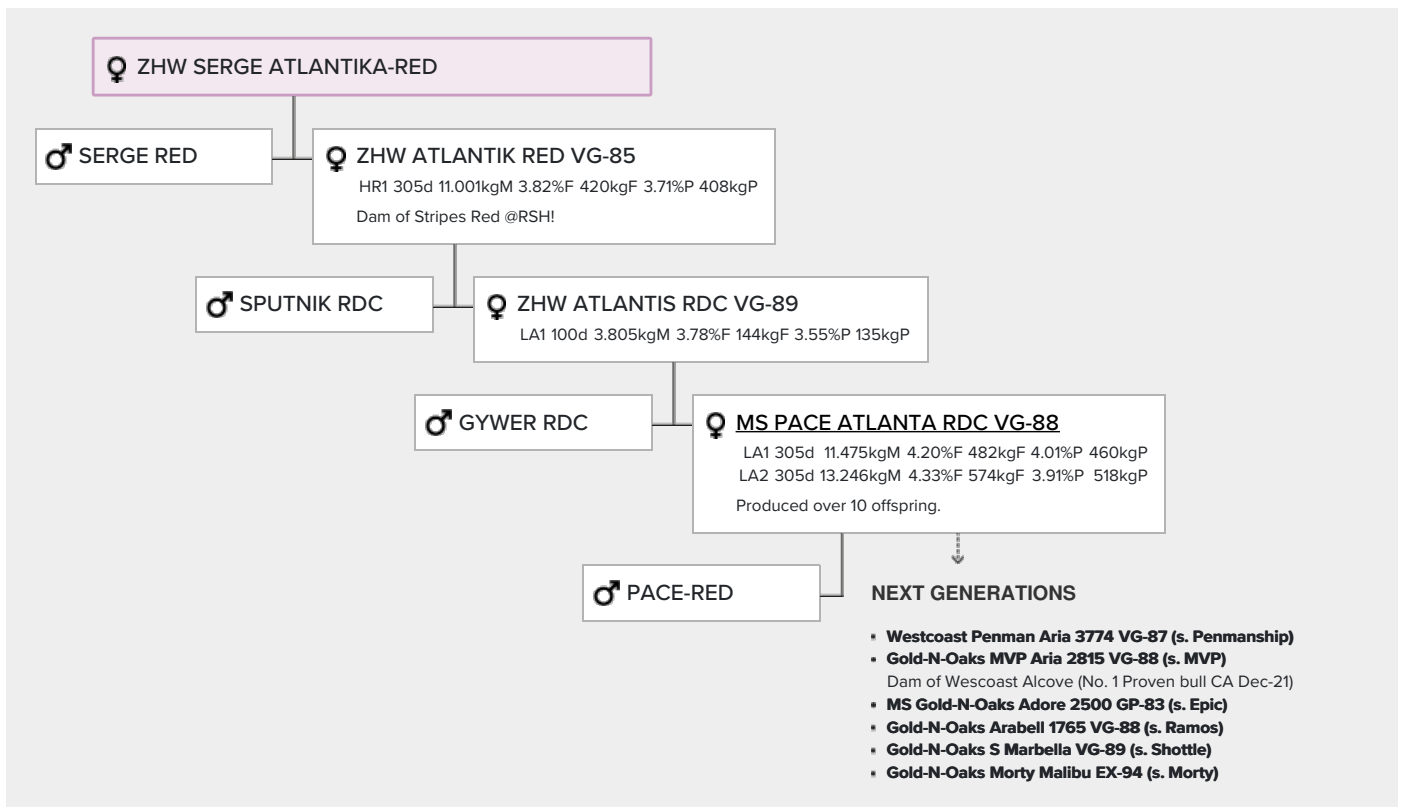 ZHW SERGE ATLANTIKA-RED
SERGE RED
ZHW ATLANTIK RED VG-85
HR1 305d 11.001kgM 3.82%F 420kgF 3.71%P 408kgP
Dam of Stripes Red @RSH!
SPUTNIK RDC
ZHW ATLANTIS RDC VG-89
LA1 100d 3.805kgM 3.78%F 144kgF 3.55%P 135kgP
GYWER RDC
MS PACE ATLANTA RDC VG-88
LA1 305d 11.475kgM 4.20%F 482kgF 4.01%P 460kgP
LA2 305d 13.246kgM 4.33%F 574kgF 3.91%P 518kgP
Produced over 10 offspring.
PACE-RED
NEXT GENERATIONS
▪ Westcoast Penman Aria 3774 VG-87 (s. Penmanship)
▪ Gold-N-Oaks MVP Aria 2815 VG-88 (s. MVP)
Dam of Wescoast Alcove (No. 1 Proven bull CA Dec-21)
▪ MS Gold-N-Oaks Adore 2500 GP-83 (s. Epic)
▪ Gold-N-Oaks Arabell 1765 VG-88 (s. Ramos)
▪ Gold-N-Oaks S Marbella VG-89 (s. Shottle)
▪ Gold-N-Oaks Morty Malibu EX-94 (s. Morty)